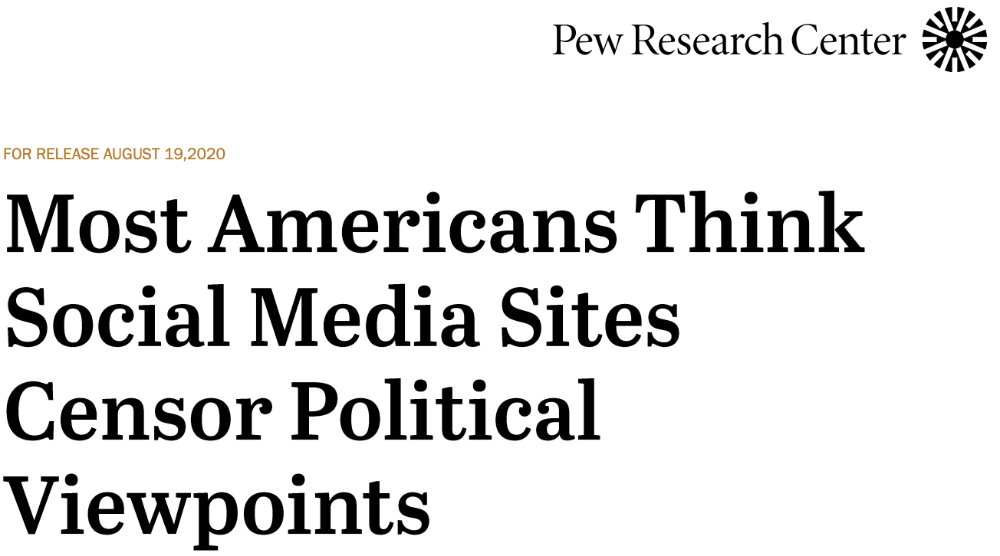 Pew Research Center
FOR RELEASE AUGUST 19,2020
Most Americans Think
Social Media Sites
Censor Political
Viewpoints